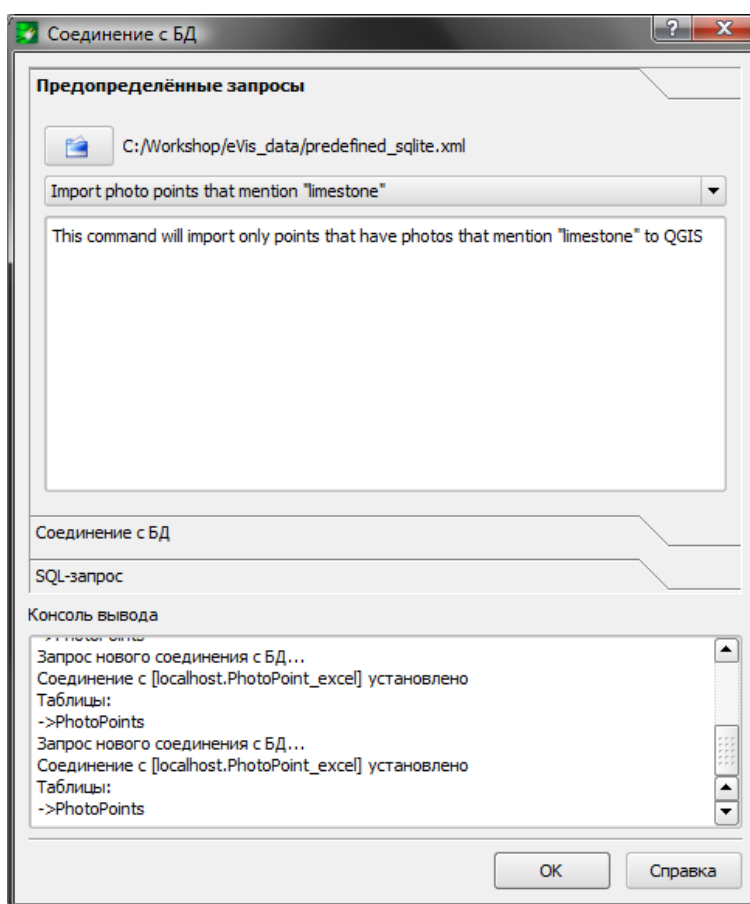 Соединение с БД
Предопределённые запросы
C:/Workshop/eVis_data/predefined_sqlite.xml
Import photo points that mention "limestone"
This command will import only points that have photos that mention "limestone" to QGIS
Соединение с БД
SQL-запрос
Консоль вывода
->PhotoPoints
Запрос нового соединения с БД...
Соединение с [localhost.PhotoPoint_excel] установлено
Таблицы:
->PhotoPoints
Запрос нового соединения с БД...
Соединение с [localhost.PhotoPoint_excel] установлено
Таблицы:
->PhotoPoints
OK
Справка